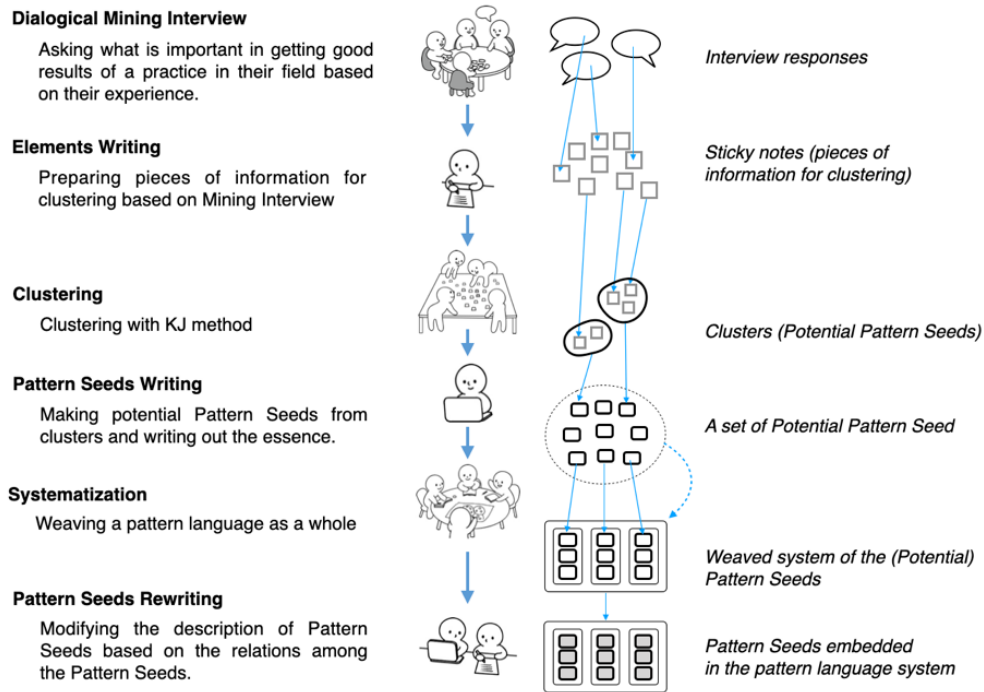 Dialogical Mining Interview
Asking what is important in getting good
results of a practice in their field based
on their experience.
Interview responses
Elements Writing
Preparing pieces of information for
clustering based on Mining Interview
Sticky notes (pieces of
information for clustering)
Clustering
Clustering with KJ method
Clusters (Potential Pattern Seeds)
Pattern Seeds Writing
Making potential Pattern Seeds from
clusters and writing out the essence.
A set of Potential Pattern Seed
Systematization
Weaving a pattern language as a whole
Weaved system of the (Potential)
Pattern Seeds
Pattern Seeds Rewriting
Modifying the description of Pattern
Seeds based on the relations among
the Pattern Seeds.
Pattern Seeds embedded
in the pattern language system